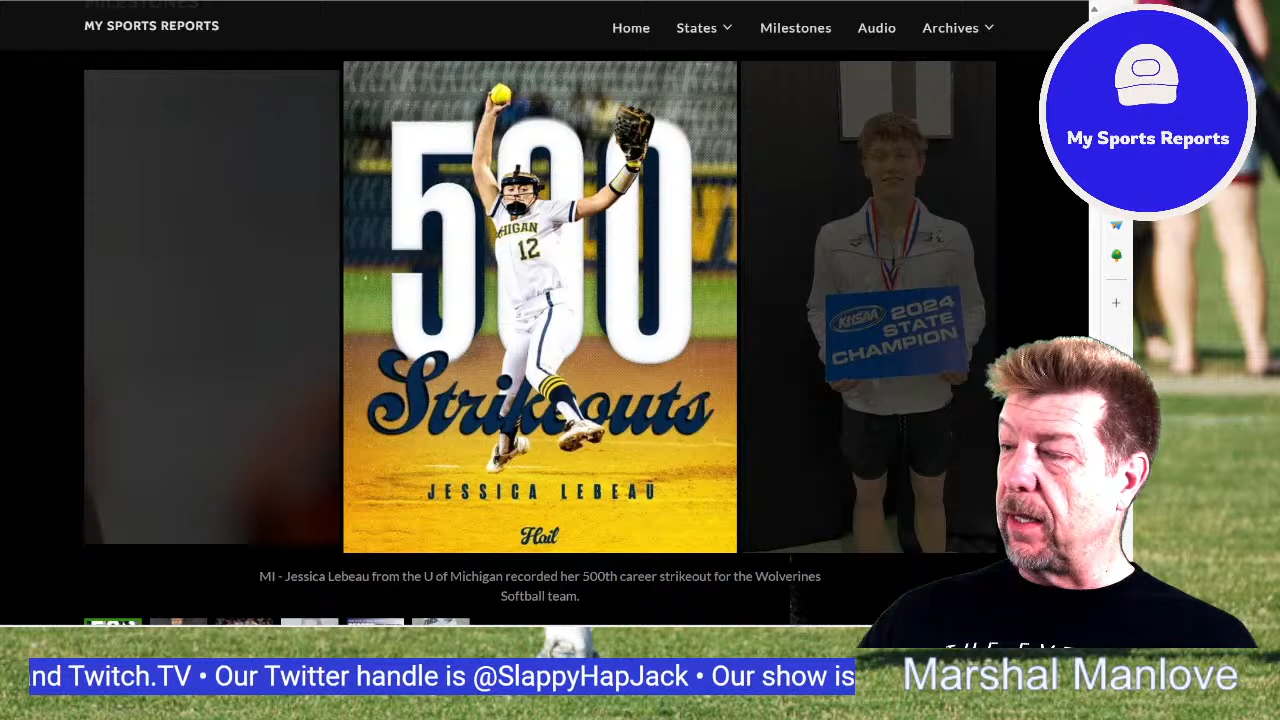 MILESTONES
MY SPORTS REPORTS
Home
States
Milestones
Audio
Archives
My Sports Reports
500
MICHIGAN
12
Strikeouts
JESSICA LEBEAU
Hail
KHSAA 2024
STATE
CHAMPION
MI - Jessica Lebeau from the U of Michigan recorded her 500th career strikeout for the Wolverines
Softball team.
nd Twitch.TV • Our Twitter handle is @SlappyHapJack • Our show is
Marshal Manlove